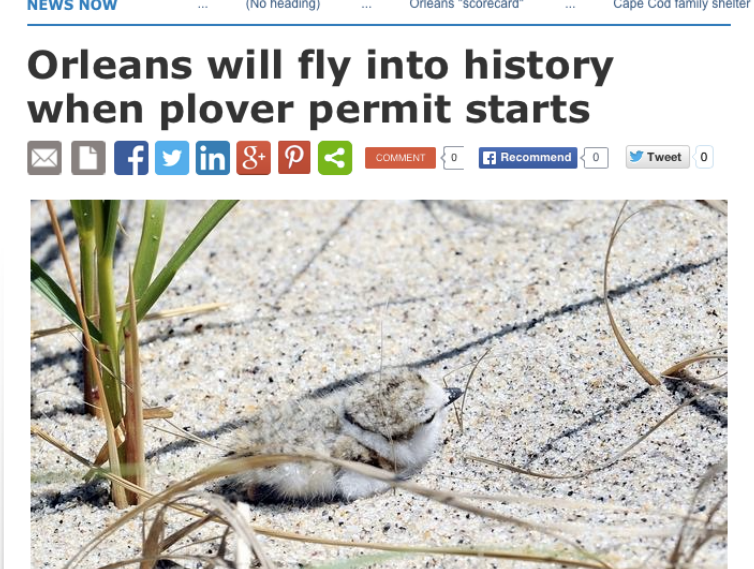 NEWS NOW ... (No heading) ... Orleans "scorecard" ... Cape Cod family shelter
Orleans will fly into history
when plover permit starts
in g+ COMMENT 0 Recommend 0 Tweet 0